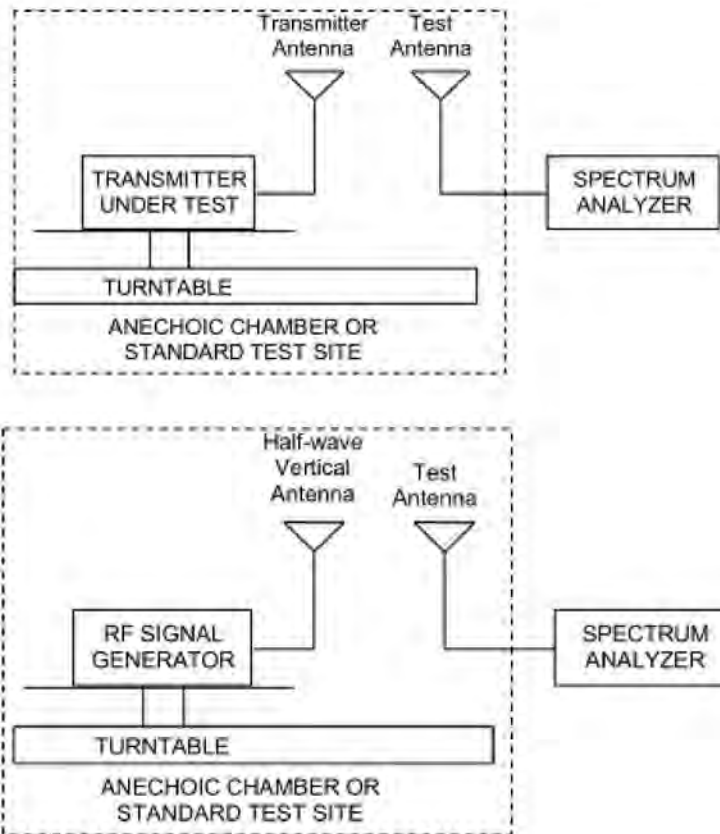 Transmitter
Antenna
Test
Antenna
TRANSMITTER
UNDER TEST
SPECTRUM
ANALYZER
TURNTABLE
ANECHOIC CHAMBER OR
STANDARD TEST SITE
Half-wave
Vertical
Antenna
Test
Antenna
RF SIGNAL
GENERATOR
SPECTRUM
ANALYZER
TURNTABLE
ANECHOIC CHAMBER OR
STANDARD TEST SITE